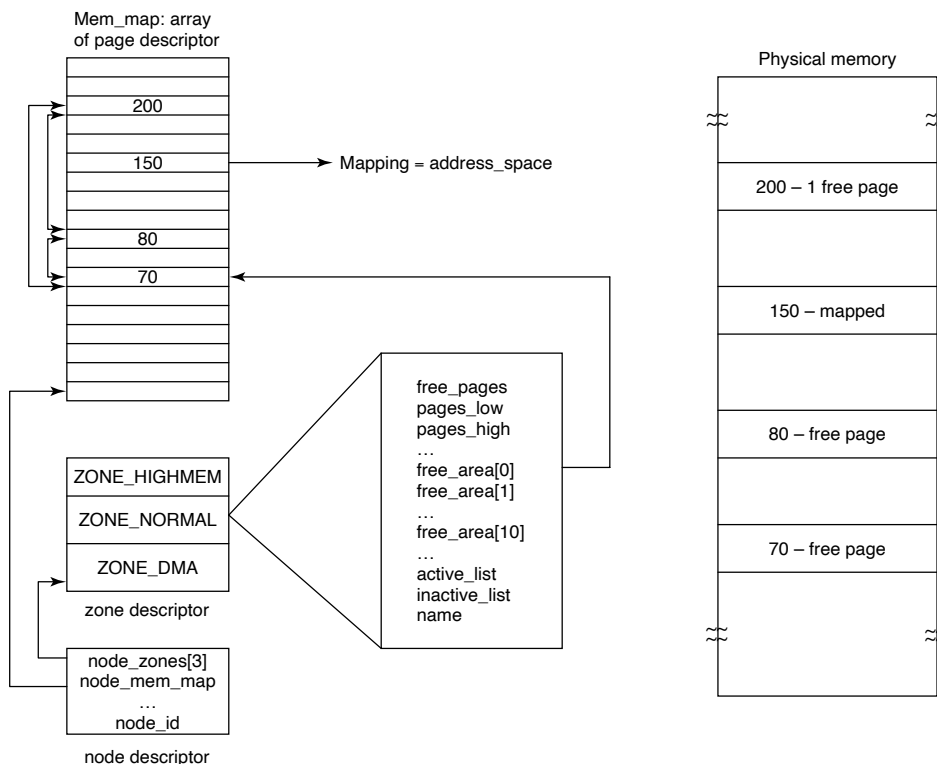 Mem_map: array
of page descriptor
200
150
80
70
Mapping = address_space
free_pages
pages_low
pages_high
…
free_area[0]
free_area[1]
…
free_area[10]
…
active_list
inactive_list
name
ZONE_HIGHMEM
ZONE_NORMAL
ZONE_DMA
zone descriptor
node_zones[3]
node_mem_map
…
node_id
node descriptor
Physical memory
200 – 1 free page
150 – mapped
80 – free page
70 – free page